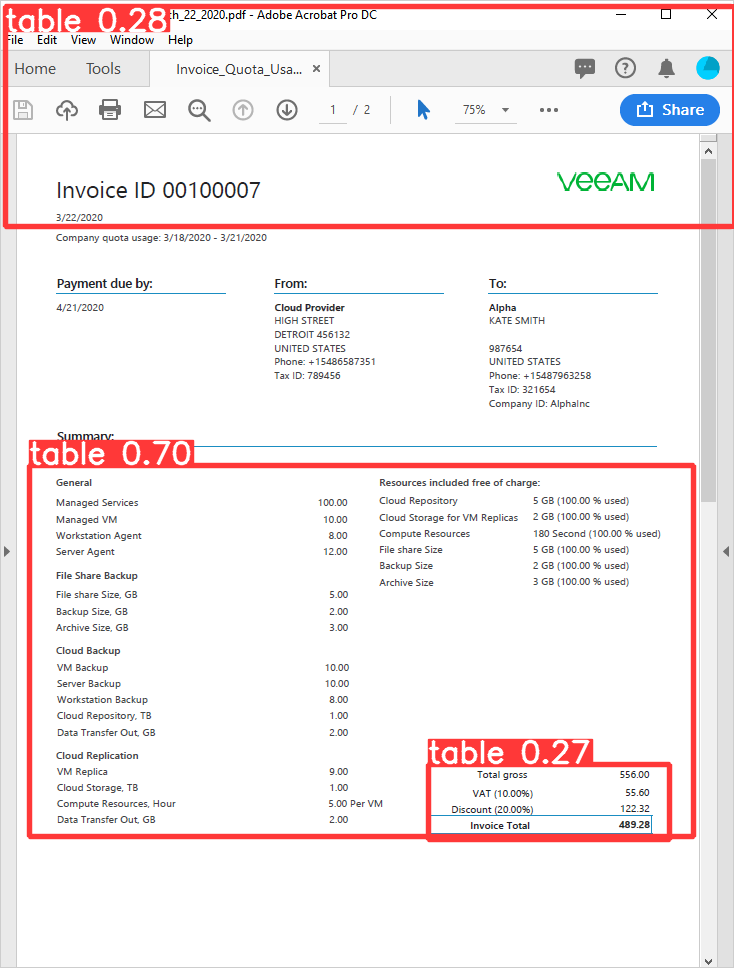 table 0.28
ch_22_2020.pdf - Adobe Acrobat Pro DC
File Edit View Window Help
Home Tools Invoice_Quota_Usa... ×
1 / 2 75% Share
Invoice ID 00100007
VEEAM
3/22/2020
Company quota usage: 3/18/2020 - 3/21/2020
Payment due by: From: To:
4/21/2020 Cloud Provider Alpha
HIGH STREET KATE SMITH
DETROIT 456132
UNITED STATES 987654
Phone: +15486587351 UNITED STATES
Tax ID: 789456 Phone: +15487963258
Tax ID: 321654
Company ID: AlphaInc
Summary:
table 0.70
General Resources included free of charge:
Managed Services 100.00 Cloud Repository 5 GB (100.00 % used)
Managed VM 10.00 Cloud Storage for VM Replicas 2 GB (100.00 % used)
Workstation Agent 8.00 Compute Resources 180 Second (100.00 % used)
Server Agent 12.00 File share Size 5 GB (100.00 % used)
Backup Size 2 GB (100.00 % used)
File Share Backup Archive Size 3 GB (100.00 % used)
File share Size, GB 5.00
Backup Size, GB 2.00
Archive Size, GB 3.00
Cloud Backup
VM Backup 10.00
Server Backup 10.00
Workstation Backup 8.00
Cloud Repository, TB 1.00
Data Transfer Out, GB 2.00
table 0.27
Cloud Replication
VM Replica 9.00 Total gross 556.00
Cloud Storage, TB 1.00 VAT (10.00%) 55.60
Compute Resources, Hour 5.00 Per VM Discount (20.00%) 122.32
Data Transfer Out, GB 2.00 Invoice Total 489.28